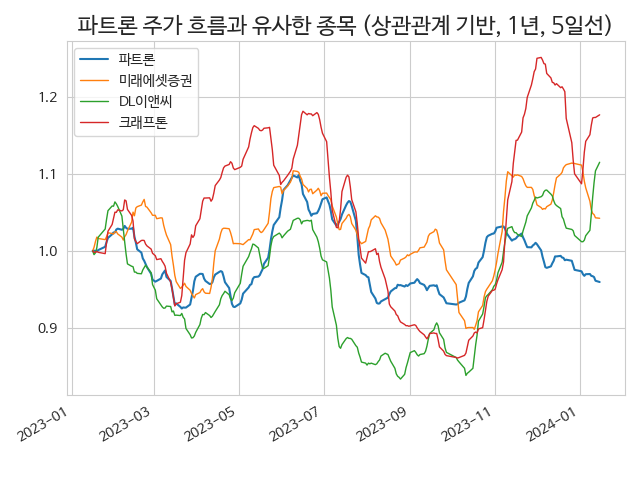 파트론 주가 흐름과 유사한 종목 (상관관계 기반, 1년, 5일선)
파트론
미래에셋증권
DL이앤씨
크래프톤
1.2
1.1
1.0
0.9
2023-01
2023-03
2023-05
2023-07
2023-09
2023-11
2024-01